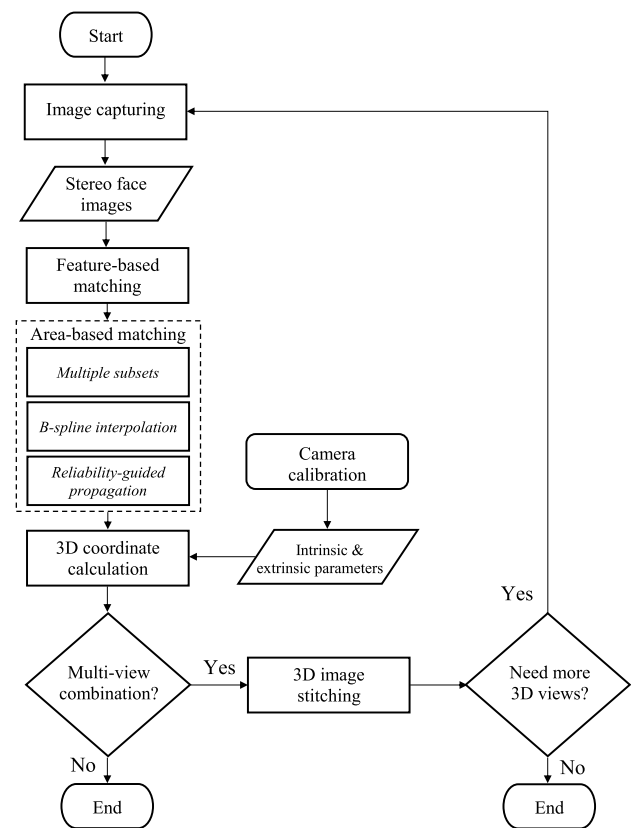 Start
Image capturing
Stereo face
images
Feature-based
matching
Area-based matching
Multiple subsets
B-spline interpolation
Reliability-guided
propagation
Camera
calibration
3D coordinate
calculation
Intrinsic &
extrinsic parameters
Multi-view
combination?
Yes
3D image
stitching
Need more
3D views?
Yes
No
End
No
End